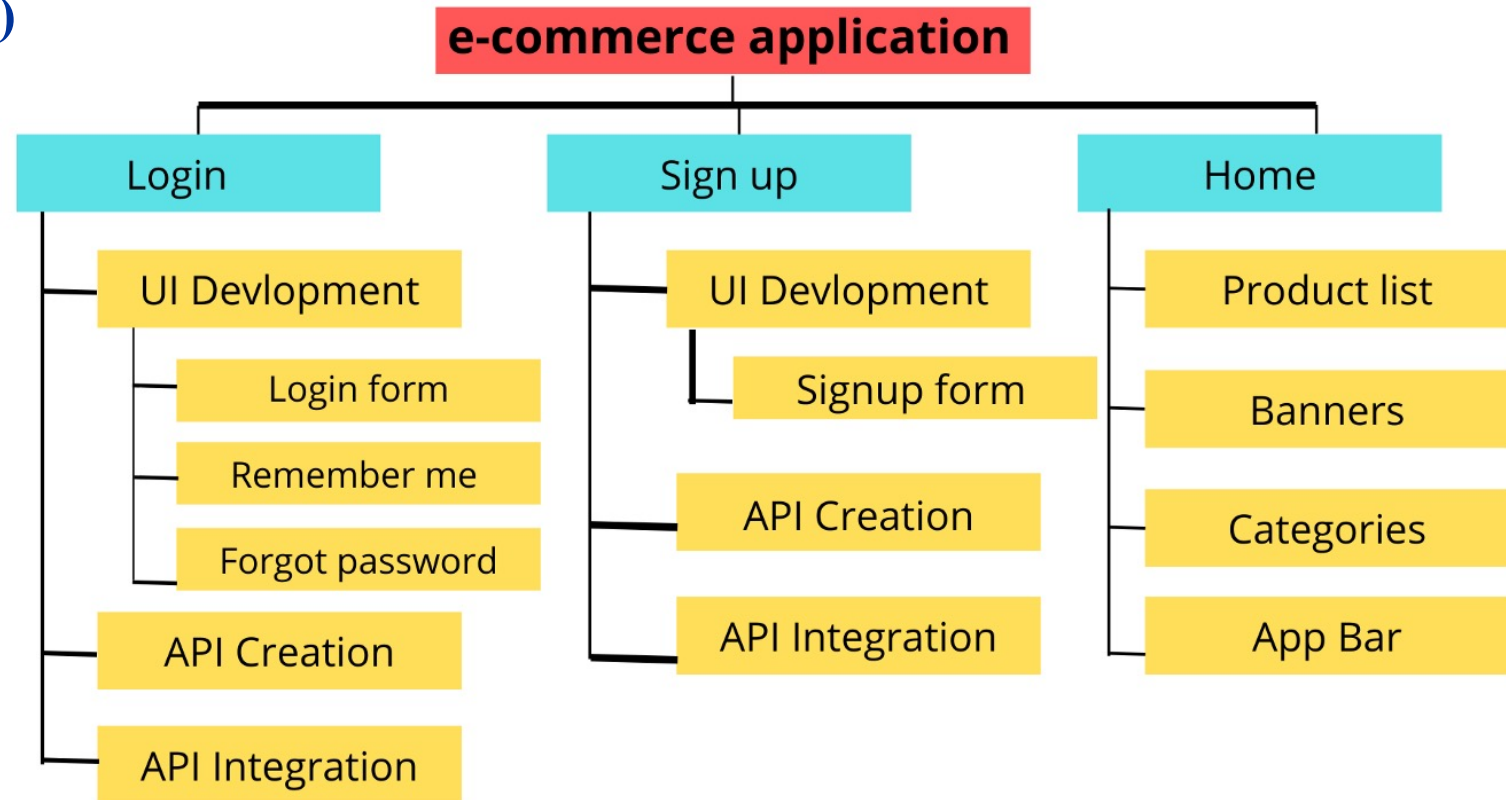 )
e-commerce application
Login
UI Devlopment
Login form
Remember me
Forgot password
API Creation
API Integration
Sign up
UI Devlopment
Signup form
API Creation
API Integration
Home
Product list
Banners
Categories
App Bar